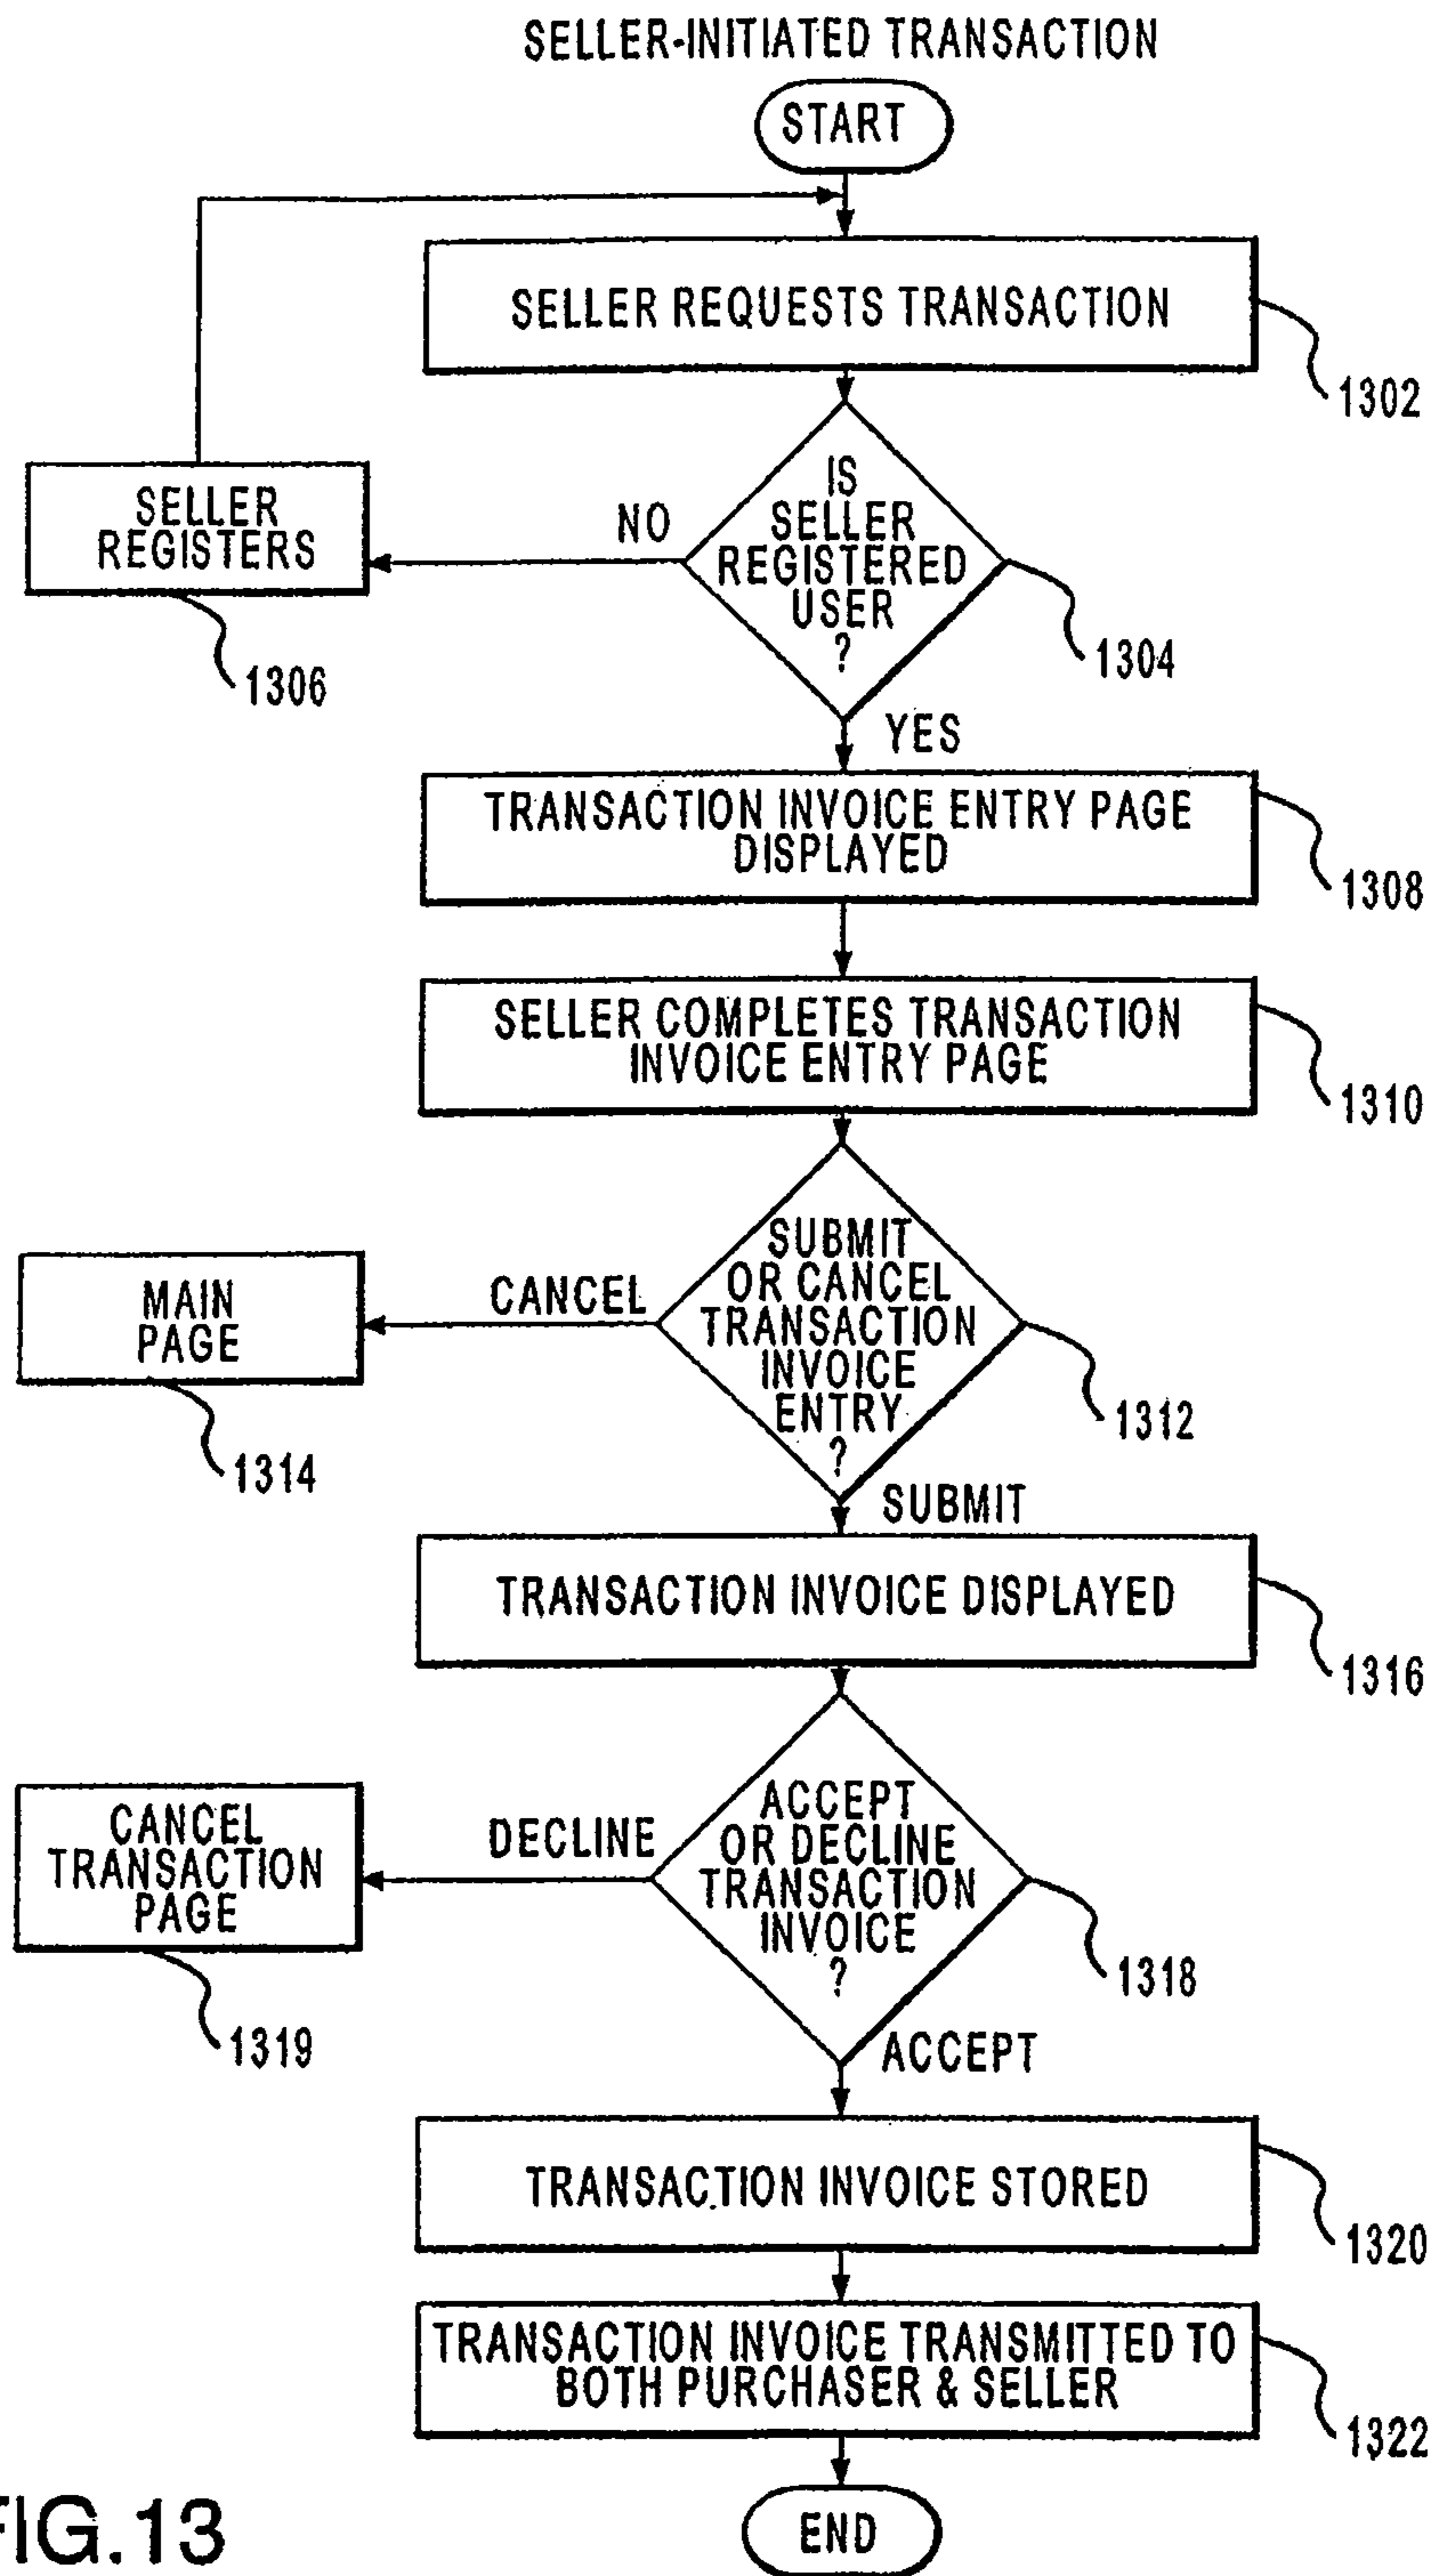 SELLER-INITIATED TRANSACTION
START
SELLER REQUESTS TRANSACTION
1302
IS
SELLER
REGISTERED
USER
?
NO
SELLER
REGISTERS
1306
1304
YES
TRANSACTION INVOICE ENTRY PAGE
DISPLAYED
1308
SELLER COMPLETES TRANSACTION
INVOICE ENTRY PAGE
1310
SUBMIT
OR CANCEL
TRANSACTION
INVOICE
ENTRY
?
CANCEL
MAIN
PAGE
1314
1312
SUBMIT
TRANSACTION INVOICE DISPLAYED
1316
ACCEPT
OR DECLINE
TRANSACTION
INVOICE
?
DECLINE
CANCEL
TRANSACTION
PAGE
1319
1318
ACCEPT
TRANSACTION INVOICE STORED
1320
TRANSACTION INVOICE TRANSMITTED TO
BOTH PURCHASER & SELLER
1322
END
FIG.13